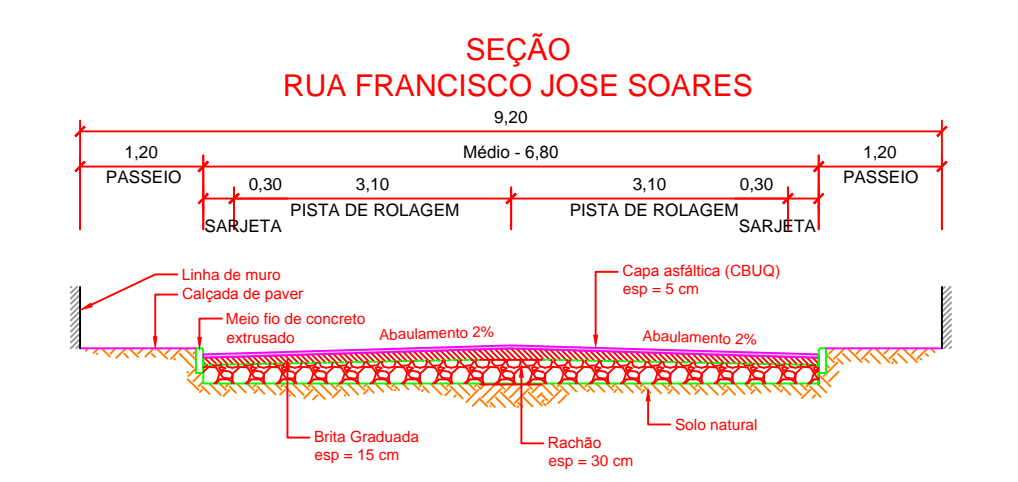 SEÇÃO
RUA FRANCISCO JOSE SOARES
9,20
1,20 Médio - 6,80 1,20
PASSEIO PASSEIO
0,30 3,10 3,10 0,30
PISTA DE ROLAGEM PISTA DE ROLAGEM
SARJETA SARJETA
Linha de muro
Calçada de paver
Meio fio de concreto
extrusado
Abaulamento 2%
Capa asfáltica (CBUQ)
esp = 5 cm
Abaulamento 2%
Brita Graduada
esp = 15 cm
Rachão
esp = 30 cm
Solo natural